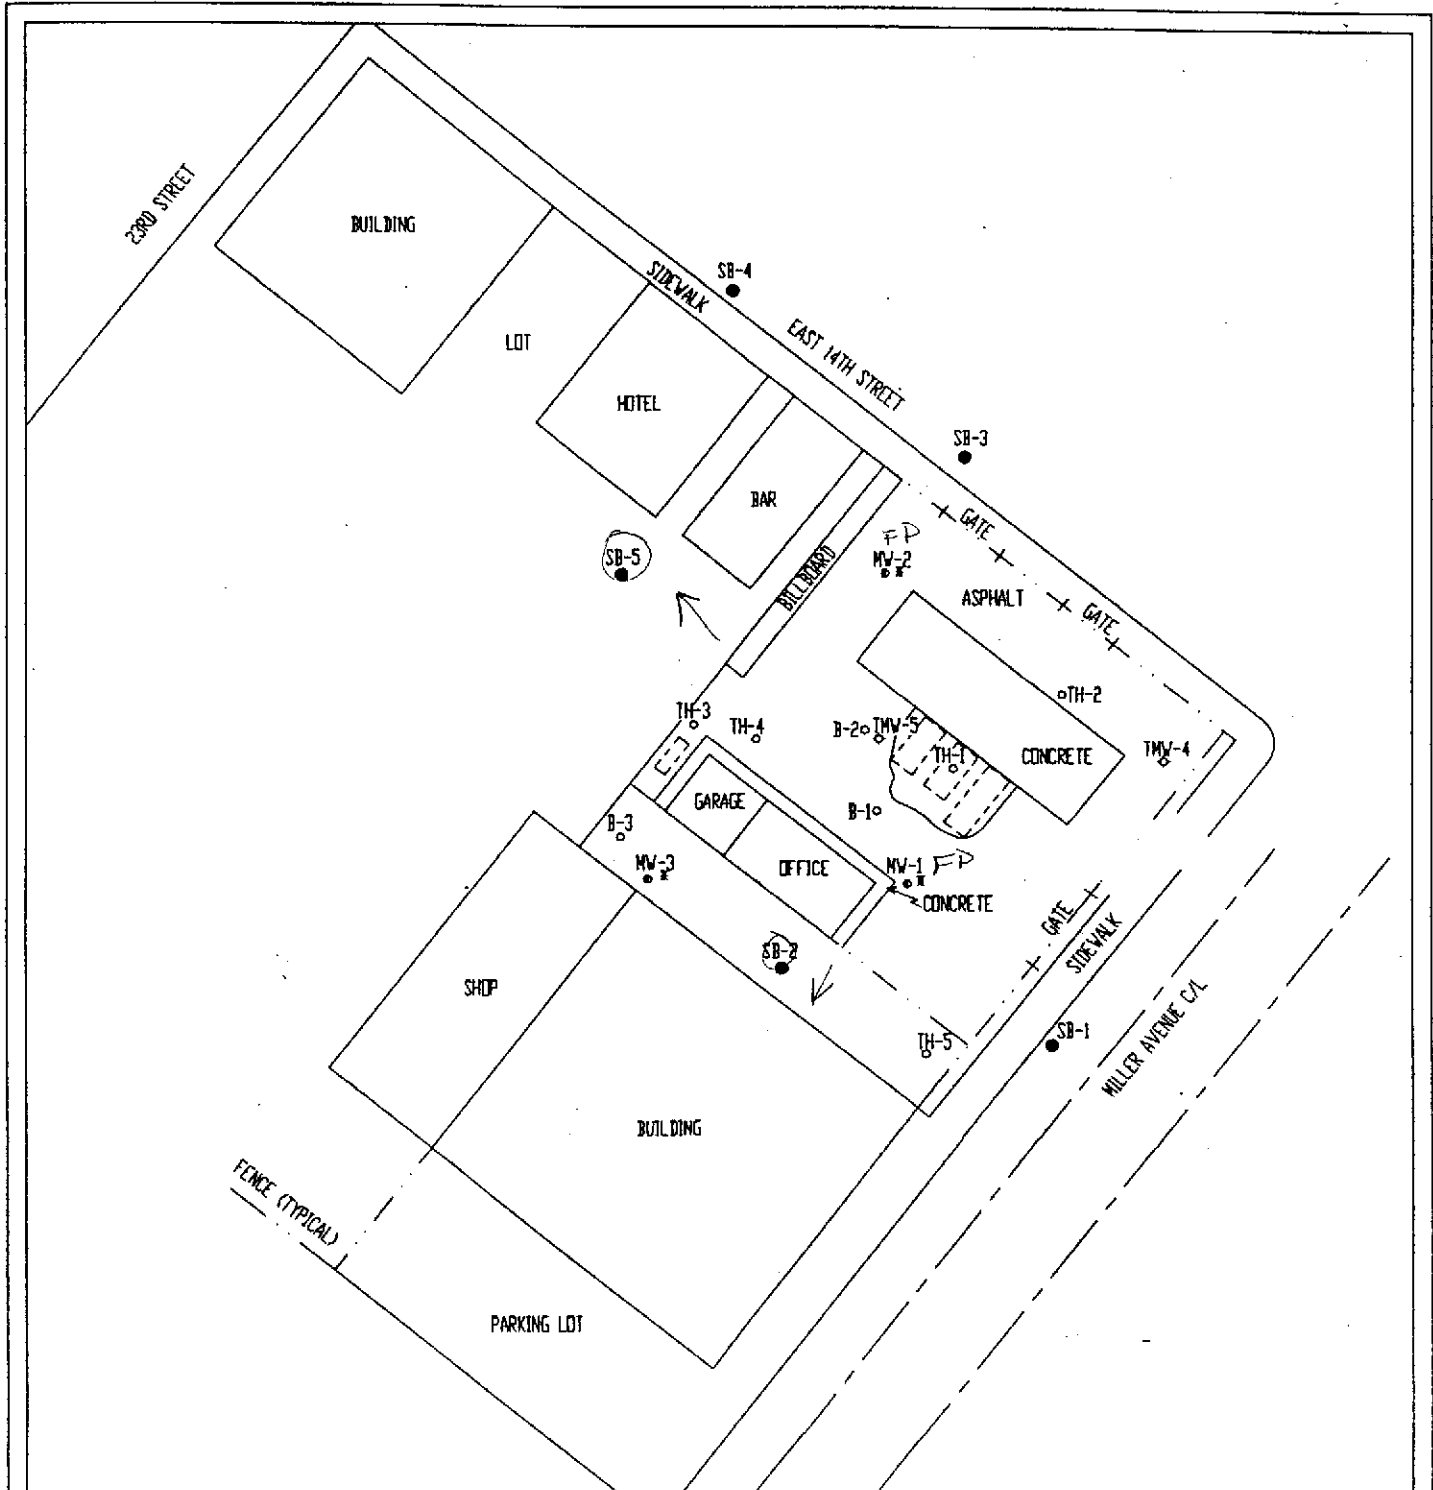 23RD STREET
BUILDING
SIDEWALK
SB-4
EAST 14TH STREET
LOT
HOTEL
SB-3
BAR
GATE
FP
MW-2
SB-5
BILLBOARD
ASPHALT
GATE
TH-2
TH-3
TH-4
B-2
TMW-5
TH-1
CONCRETE
TMW-4
GARAGE
B-1
B-3
MW-3
OFFICE
MW-1
FP
CONCRETE
GATE
SIDEWALK
SB-2
SHOP
TH-5
SB-1
MILLER AVENUE C/L
BUILDING
FENCE (TYPICAL)
PARKING LOT